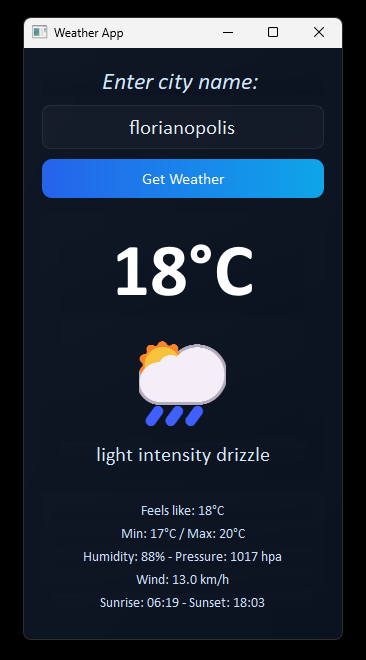 Weather App
Enter city name:
florianopolis
Get Weather
18°C
light intensity drizzle
Feels like: 18°C
Min: 17°C / Max: 20°C
Humidity: 88% - Pressure: 1017 hpa
Wind: 13.0 km/h
Sunrise: 06:19 - Sunset: 18:03